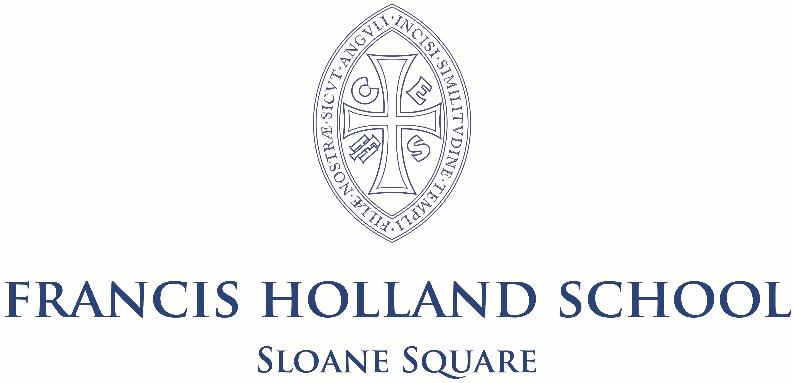 FILIÆ · NOSTRÆ · SICVT · ANGVLI · INCISI · SIMILITVDINE · TEMPLI ·
C E
H S
FRANCIS HOLLAND SCHOOL
SLOANE SQUARE